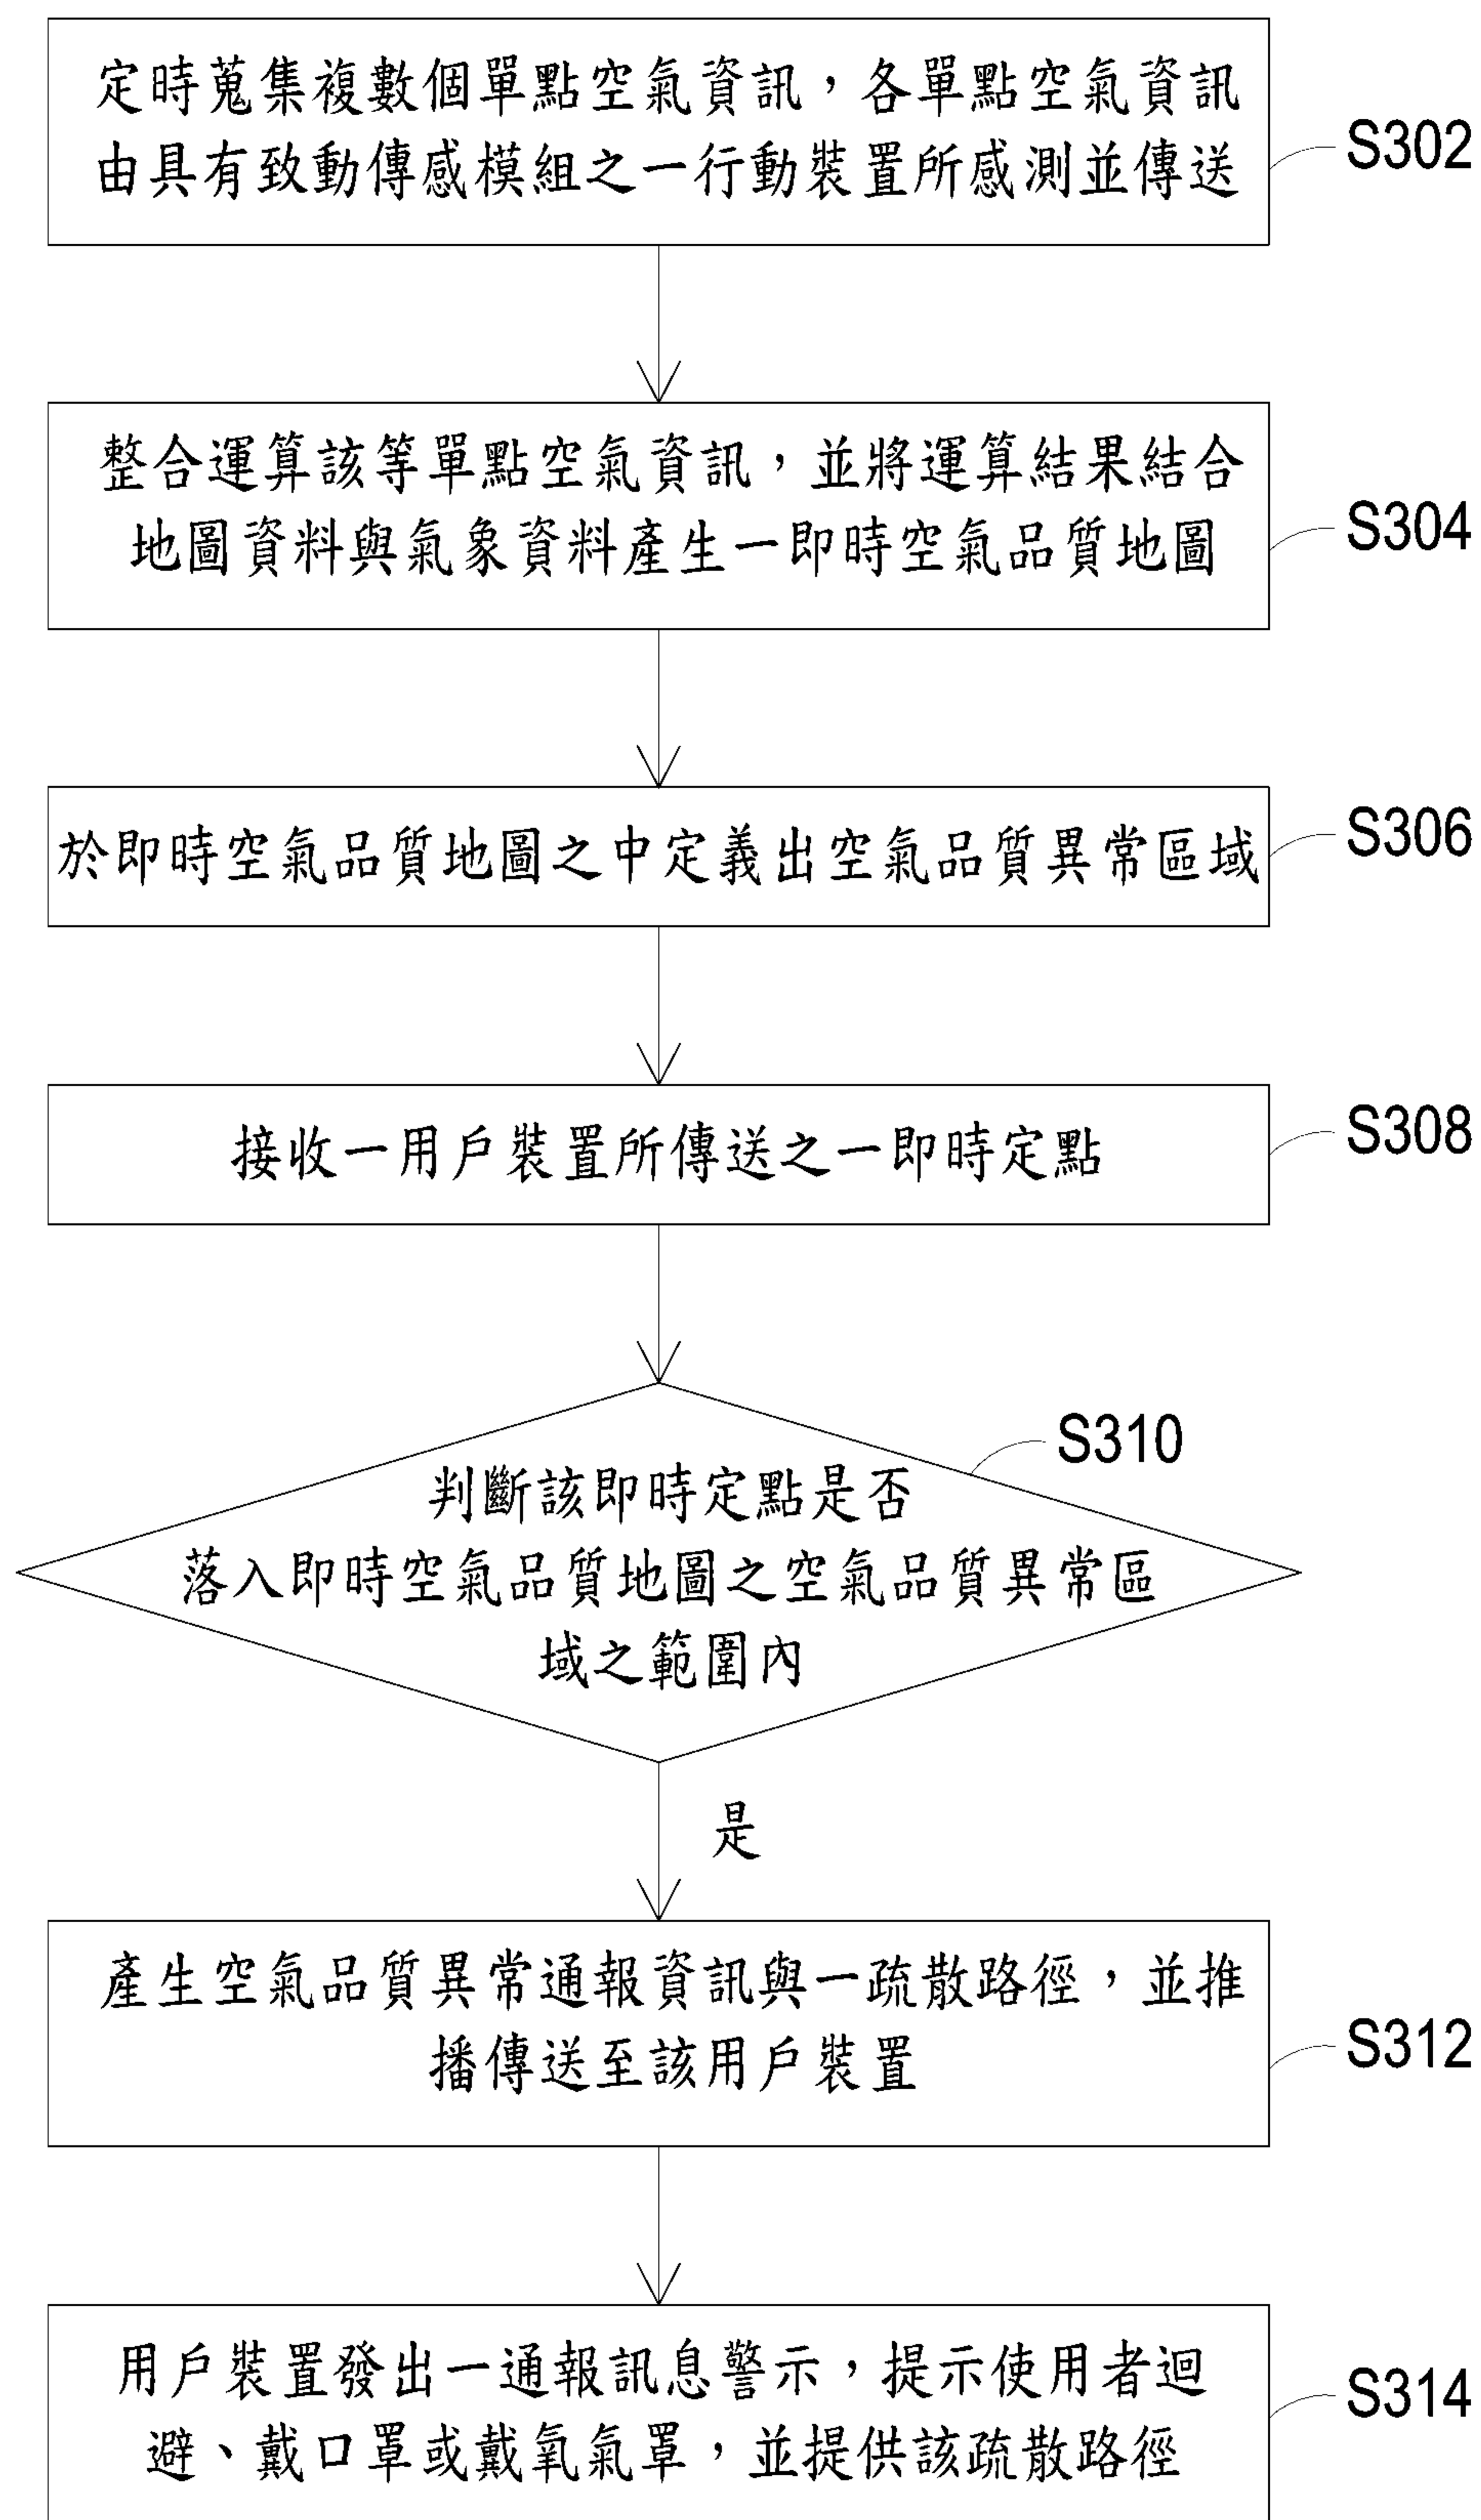 定時蒐集複數個單點空氣資訊，各單點空氣資訊
由具有致動傳感模組之一行動裝置所感測並傳送
S302
整合運算該等單點空氣資訊，並將運算結果結合
地圖資料與氣象資料產生一即時空氣品質地圖
S304
於即時空氣品質地圖之中定義出空氣品質異常區域
S306
接收一用戶裝置所傳送之一即時定點
S308
S310
判斷該即時定點是否
落入即時空氣品質地圖之空氣品質異常區
域之範圍內
是
產生空氣品質異常通報資訊與一疏散路徑，並推
播傳送至該用戶裝置
S312
用戶裝置發出一通報訊息警示，提示使用者迴
避、戴口罩或戴氧氣罩，並提供該疏散路徑
S314